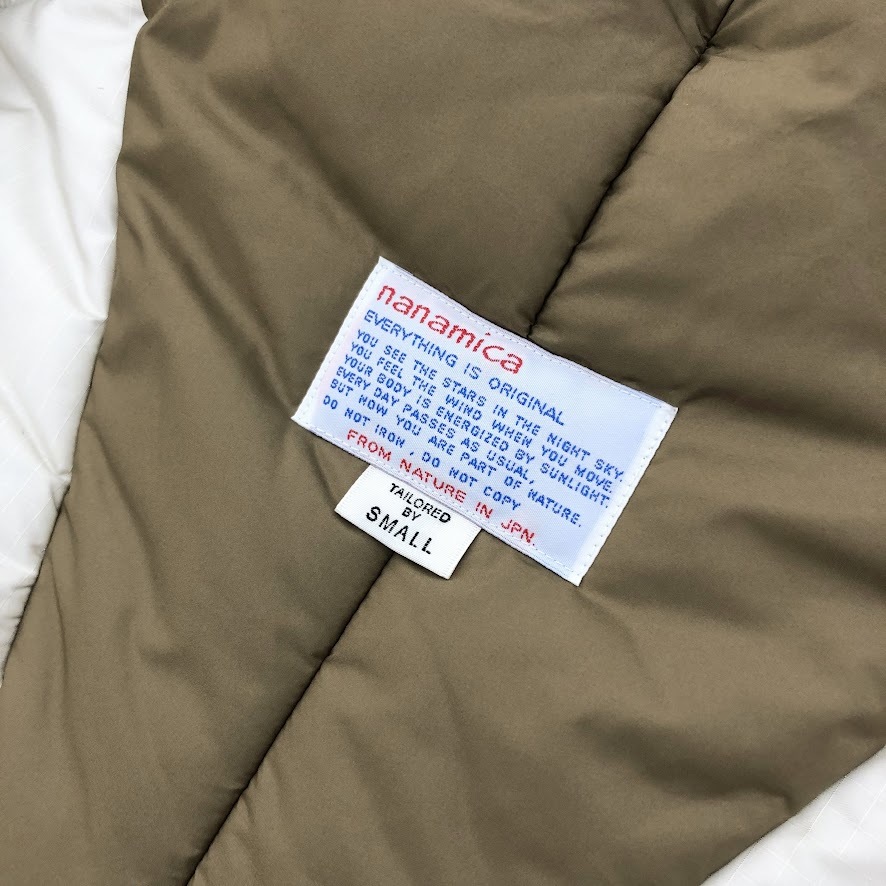 nanamica
EVERYTHING IS ORIGINAL
YOU SEE THE STARS IN THE NIGHT SKY.
YOU FEEL THE WIND WHEN YOU MOVE.
YOUR BODY IS ENERGIZED BY SUNLIGHT.
EVERY DAY PASSES AS USUAL,
BUT NOW YOU ARE PART OF NATURE.
DO NOT IRON, DO NOT COPY
FROM NATURE IN JPN.
TAILORED
BY
SMALL